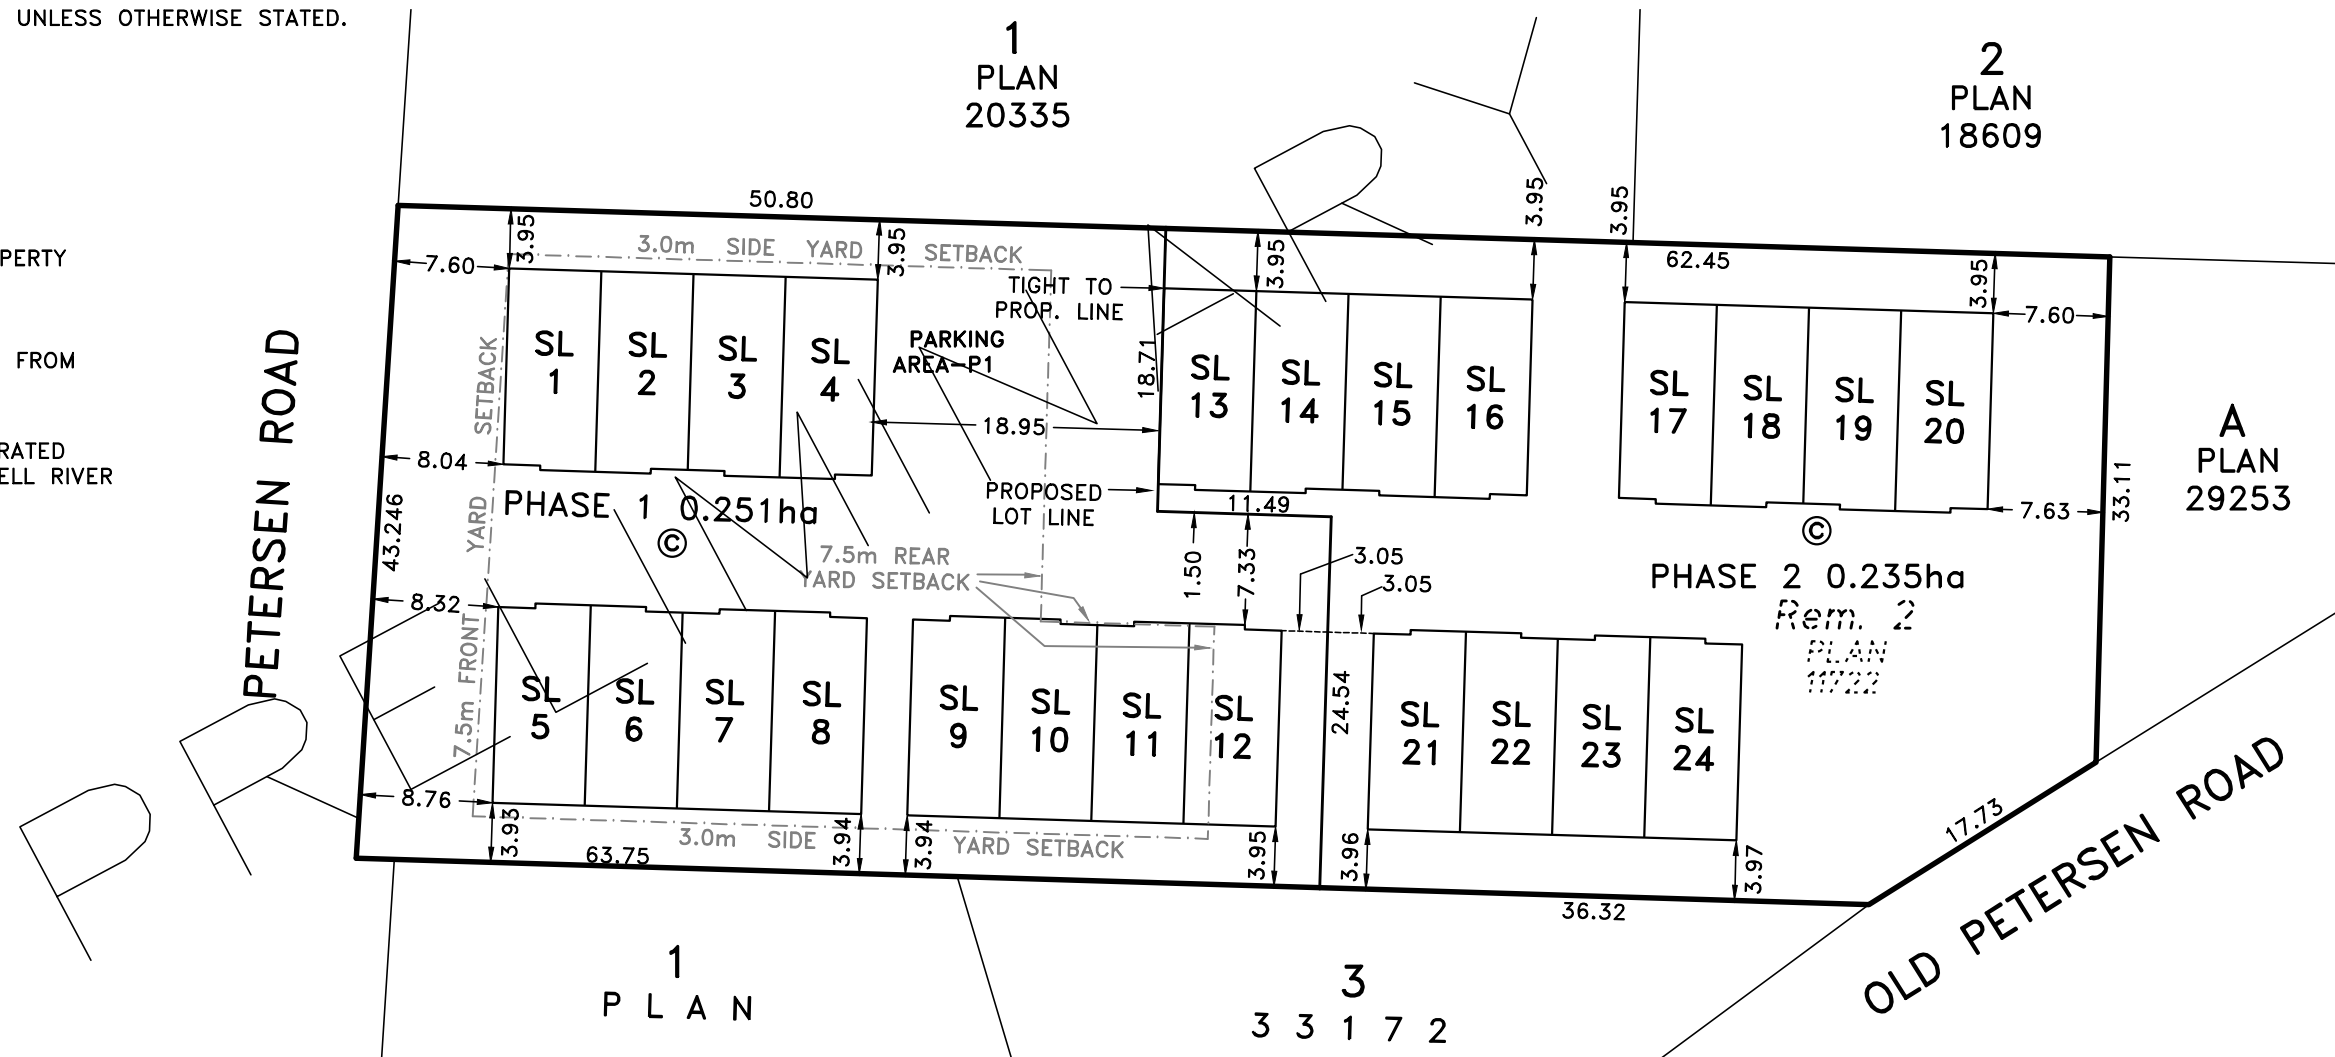 UNLESS OTHERWISE STATED.
PERTY
FROM
RATED
ELL RIVER
1
PLAN
20335
2
PLAN
18609
50.80
3.95
3.95
3.95
3.95
3.95
3.95
62.45
3.0m SIDE YARD SETBACK
7.60
7.60
TIGHT TO
PROP. LINE
PARKING
AREA-P1
18.71
18.95
SL
1
SL
2
SL
3
SL
4
SL
13
SL
14
SL
15
SL
16
SL
17
SL
18
SL
19
SL
20
PETERSEN ROAD
43.246
8.04
7.5m FRONT YARD SETBACK
PHASE 1 0.251ha
©
PROPOSED
LOT LINE
11.49
7.63
33.11
A
PLAN
29253
7.5m REAR
YARD SETBACK
1.50
7.33
3.05
3.05
©
PHASE 2 0.235ha
Rem. 2
PLAN
11722
8.32
SL
5
SL
6
SL
7
SL
8
SL
9
SL
10
SL
11
SL
12
24.54
SL
21
SL
22
SL
23
SL
24
8.76
3.93
63.75
3.0m SIDE YARD SETBACK
3.94
3.94
3.95
3.96
3.97
36.32
17.73
OLD PETERSEN ROAD
1
PLAN
3
33172
PREP